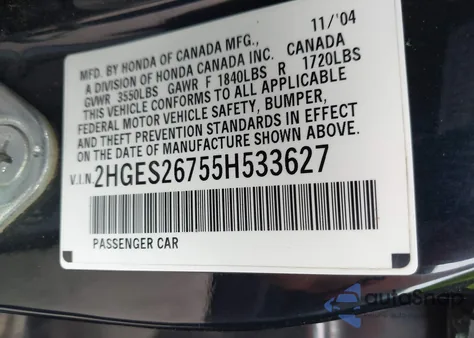 11/'04
MFD. BY HONDA OF CANADA MFG.,
A DIVISION OF HONDA CANADA INC. CANADA
GVWR 3550LBS GAWR F 1840LBS R 1720LBS
THIS VEHICLE CONFORMS TO ALL APPLICABLE
FEDERAL MOTOR VEHICLE SAFETY, BUMPER,
AND THEFT PREVENTION STANDARDS IN EFFECT
ON THE DATE OF MANUFACTURE SHOWN ABOVE.
V.I.N. 2HGES26755H533627
PASSENGER CAR
autoSnap